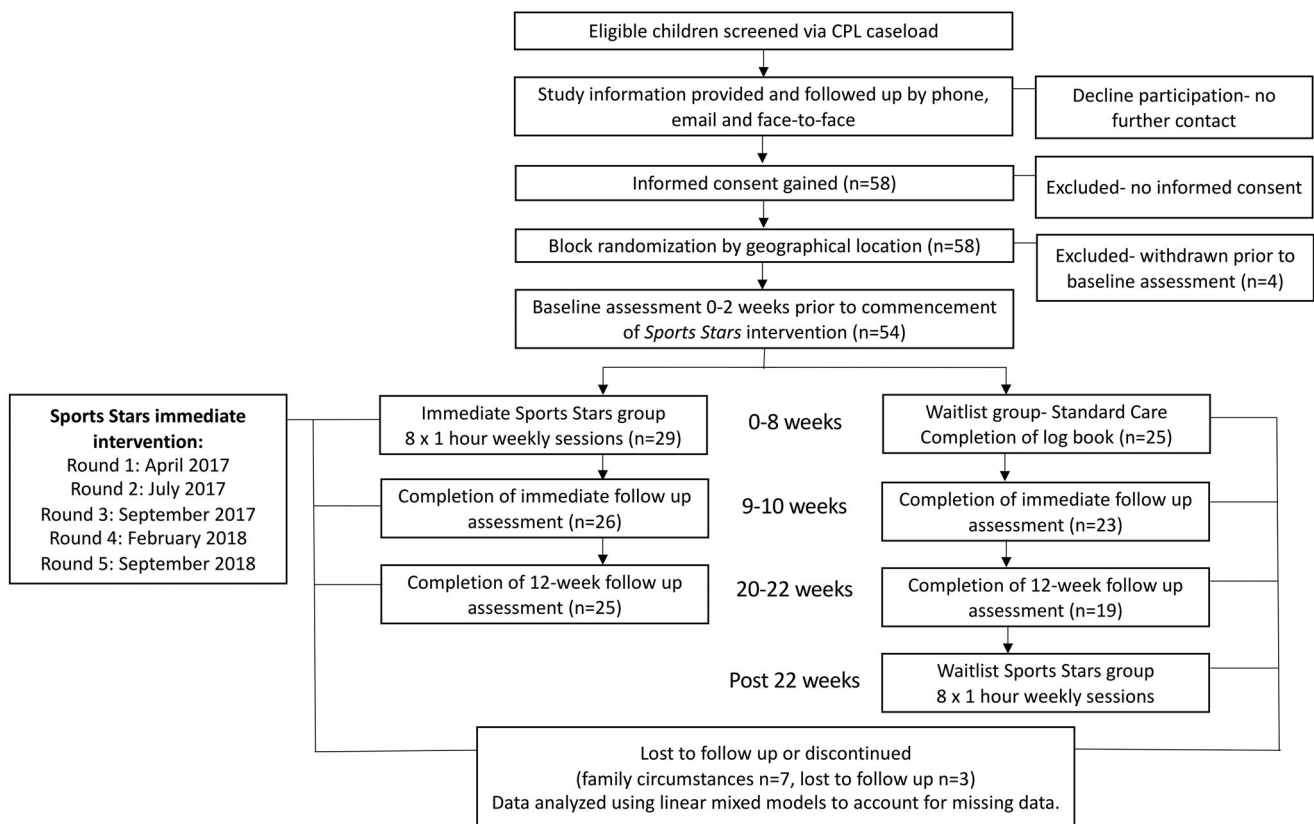 Eligible children screened via CPL caseload
Study information provided and followed up by phone,
email and face-to-face
Decline participation- no
further contact
Informed consent gained (n=58)
Excluded- no informed consent
Block randomization by geographical location (n=58)
Excluded- withdrawn prior to
baseline assessment (n=4)
Baseline assessment 0-2 weeks prior to commencement
of Sports Stars intervention (n=54)
Sports Stars immediate
intervention:
Round 1: April 2017
Round 2: July 2017
Round 3: September 2017
Round 4: February 2018
Round 5: September 2018
Immediate Sports Stars group
8 x 1 hour weekly sessions (n=29)
0-8 weeks
Waitlist group- Standard Care
Completion of log book (n=25)
Completion of immediate follow up
assessment (n=26)
9-10 weeks
Completion of immediate follow up
assessment (n=23)
Completion of 12-week follow up
assessment (n=25)
20-22 weeks
Completion of 12-week follow up
assessment (n=19)
Post 22 weeks
Waitlist Sports Stars group
8 x 1 hour weekly sessions
Lost to follow up or discontinued
(family circumstances n=7, lost to follow up n=3)
Data analyzed using linear mixed models to account for missing data.